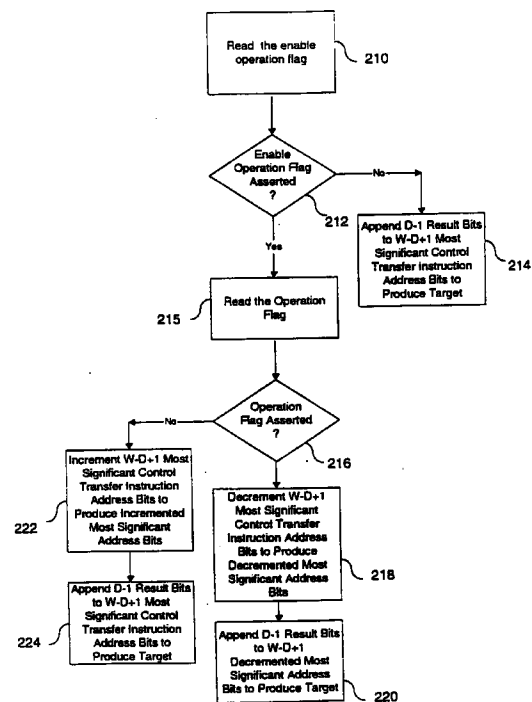 Read the enable
operation flag
210
Enable
Operation Flag
Asserted
?
212
No
Append D-1 Result Bits
to W-D+1 Most
Significant Control
Transfer Instruction
Address Bits to
Produce Target
214
Yes
Read the Operation
Flag
215
Operation
Flag Asserted
?
216
No
Increment W-D+1 Most
Significant Control
Transfer Instruction
Address Bits to
Produce Incremented
Most Significant
Address Bits
222
Decrement W-D+1
Most Significant
Control Transfer
Instruction Address
Bits to Produce
Decremented Most
Significant Address
Bits
218
Append D-1 Result Bits
to W-D+1 Most
Significant Control
Transfer Instruction
Address Bits to
Produce Target
224
Append D-1 Result Bits
to W-D+1
Decremented Most
Significant Address
Bits to Produce Target
220